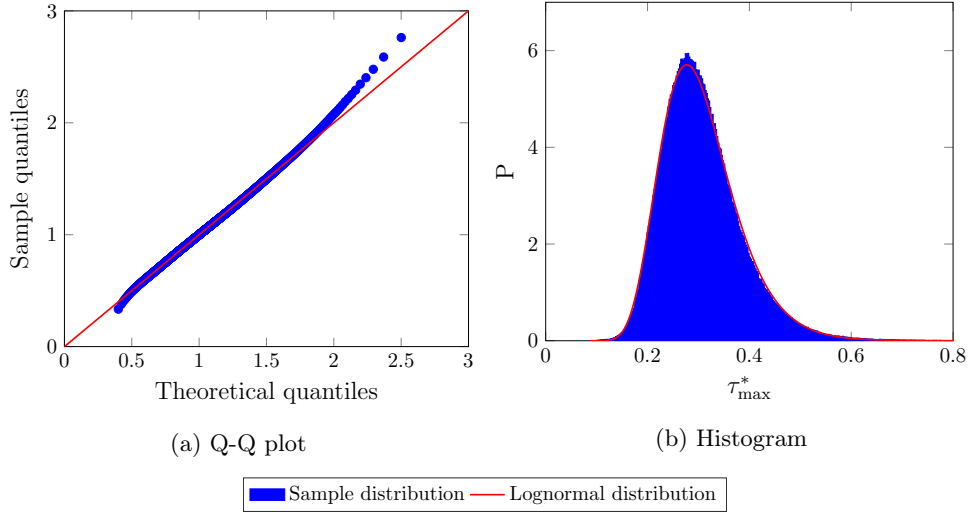 3
2
1
0
0
0.5
1
1.5
2
2.5
3
Sample quantiles
Theoretical quantiles
(a) Q-Q plot
6
4
2
0
0
0.2
0.4
0.6
0.8
P
τ*max
(b) Histogram
Sample distribution
Lognormal distribution